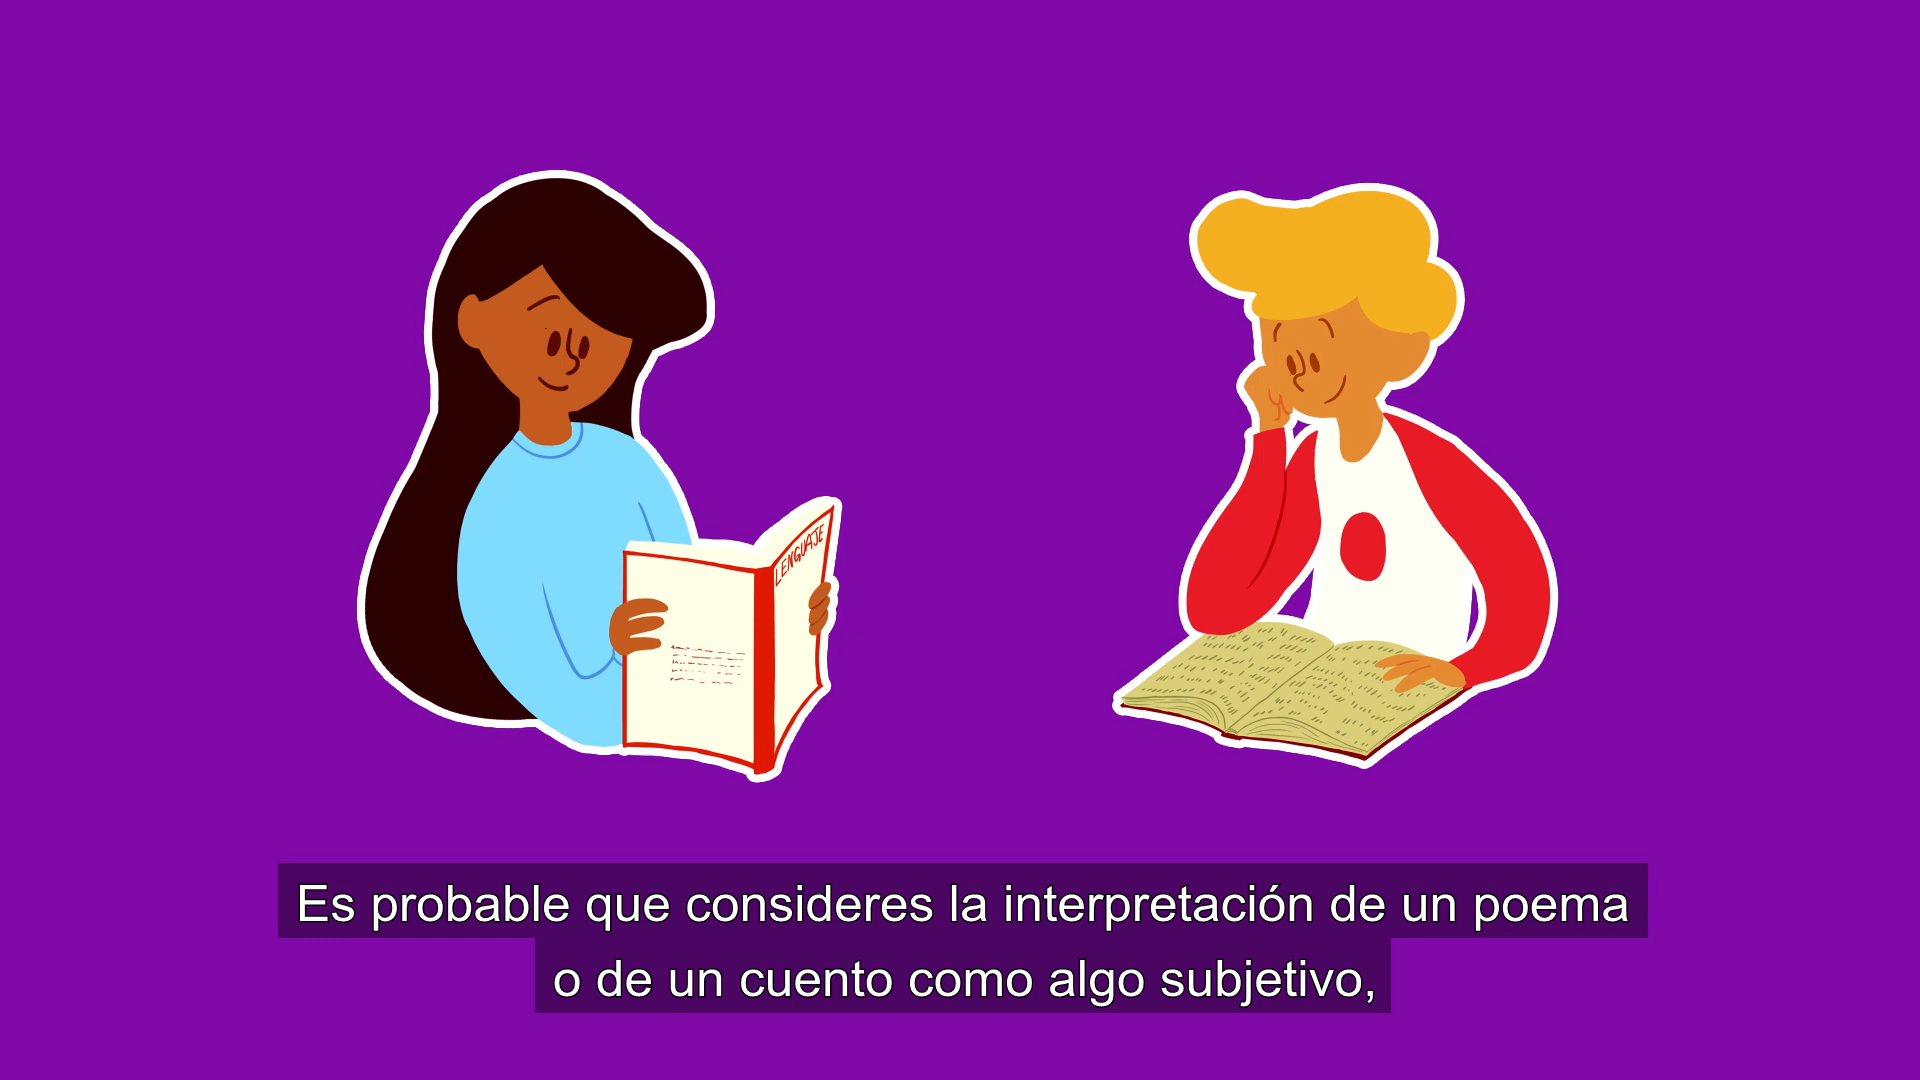 LENGUAJE
Es probable que consideres la interpretación de un poema
o de un cuento como algo subjetivo,